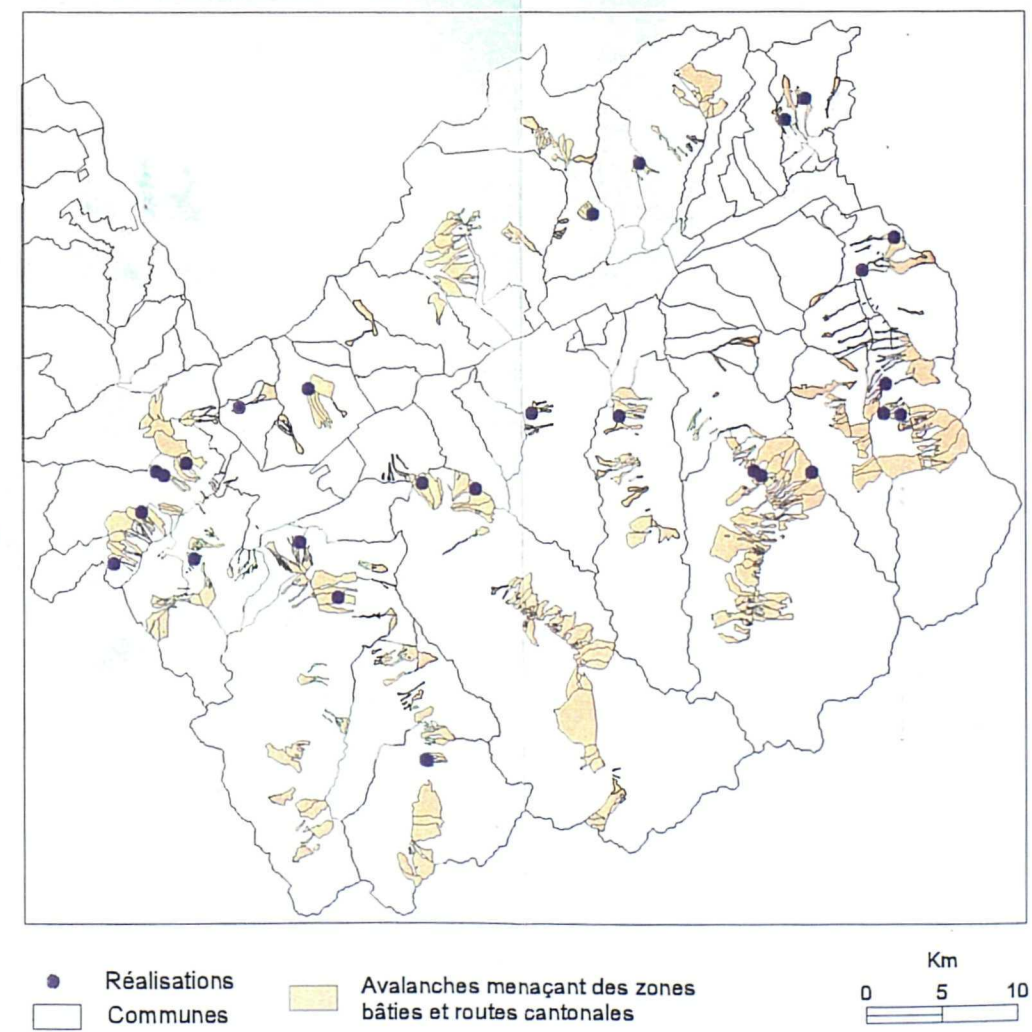 Réalisations
Communes
Avalanches menaçant des zones
bâties et routes cantonales
Km
0 5 10